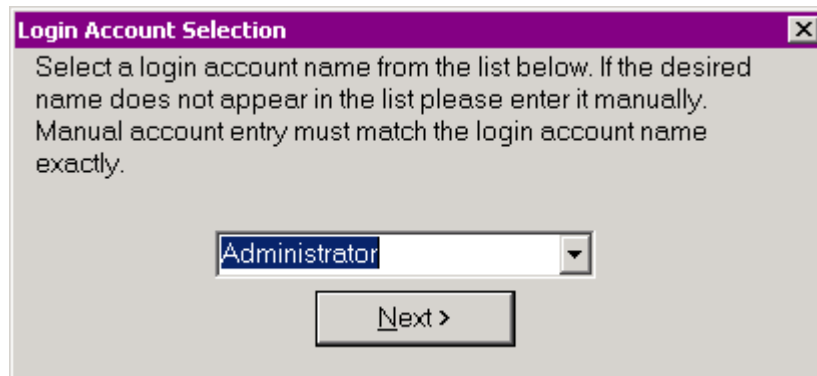 Login Account Selection
Select a login account name from the list below. If the desired
name does not appear in the list please enter it manually.
Manual account entry must match the login account name
exactly.
Administrator
Next >